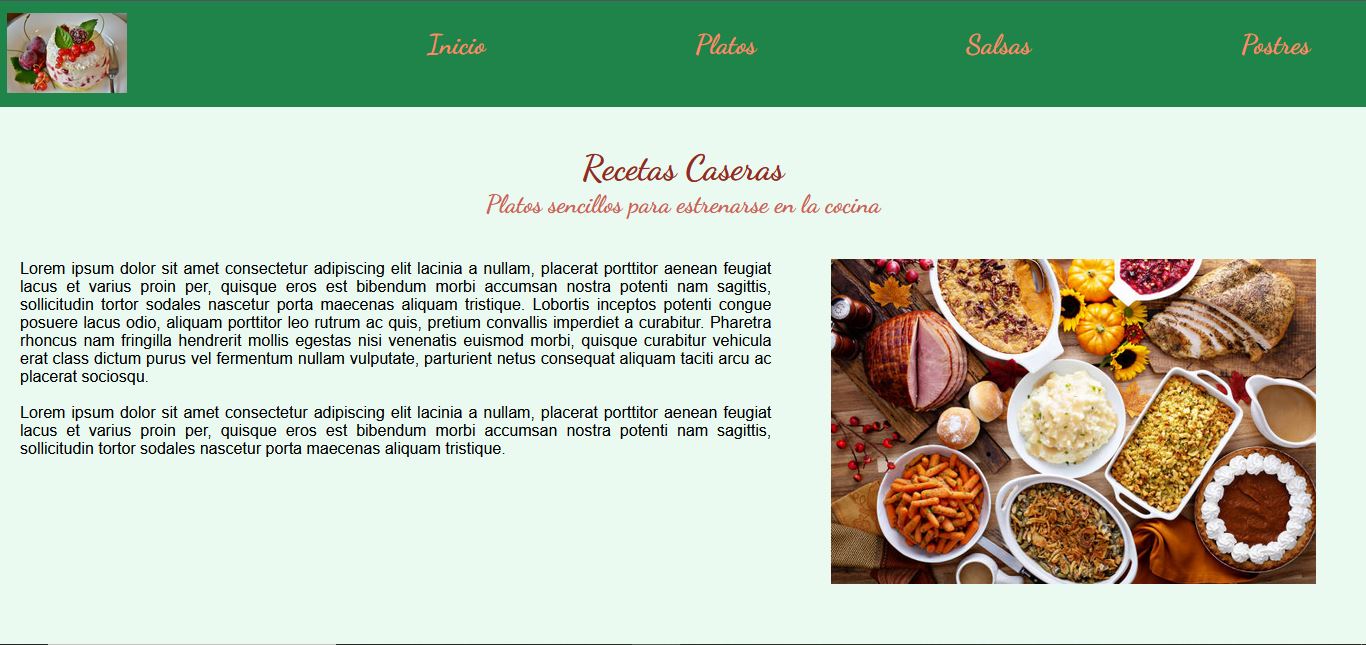 Inicio Platos Salsas Postres
Recetas Caseras
Platos sencillos para estrenarse en la cocina
Lorem ipsum dolor sit amet consectetur adipiscing elit lacinia a nullam, placerat porttitor aenean feugiat
lacus et varius proin per, quisque eros est bibendum morbi accumsan nostra potenti nam sagittis,
sollicitudin tortor sodales nascetur porta maecenas aliquam tristique. Lobortis inceptos potenti congue
posuere lacus odio, aliquam porttitor leo rutrum ac quis, pretium convallis imperdiet a curabitur. Pharetra
rhoncus nam fringilla hendrerit mollis egestas nisi venenatis euismod morbi, quisque curabitur vehicula
erat class dictum purus vel fermentum nullam vulputate, parturient netus consequat aliquam taciti arcu ac
placerat sociosqu.
Lorem ipsum dolor sit amet consectetur adipiscing elit lacinia a nullam, placerat porttitor aenean feugiat
lacus et varius proin per, quisque eros est bibendum morbi accumsan nostra potenti nam sagittis,
sollicitudin tortor sodales nascetur porta maecenas aliquam tristique.